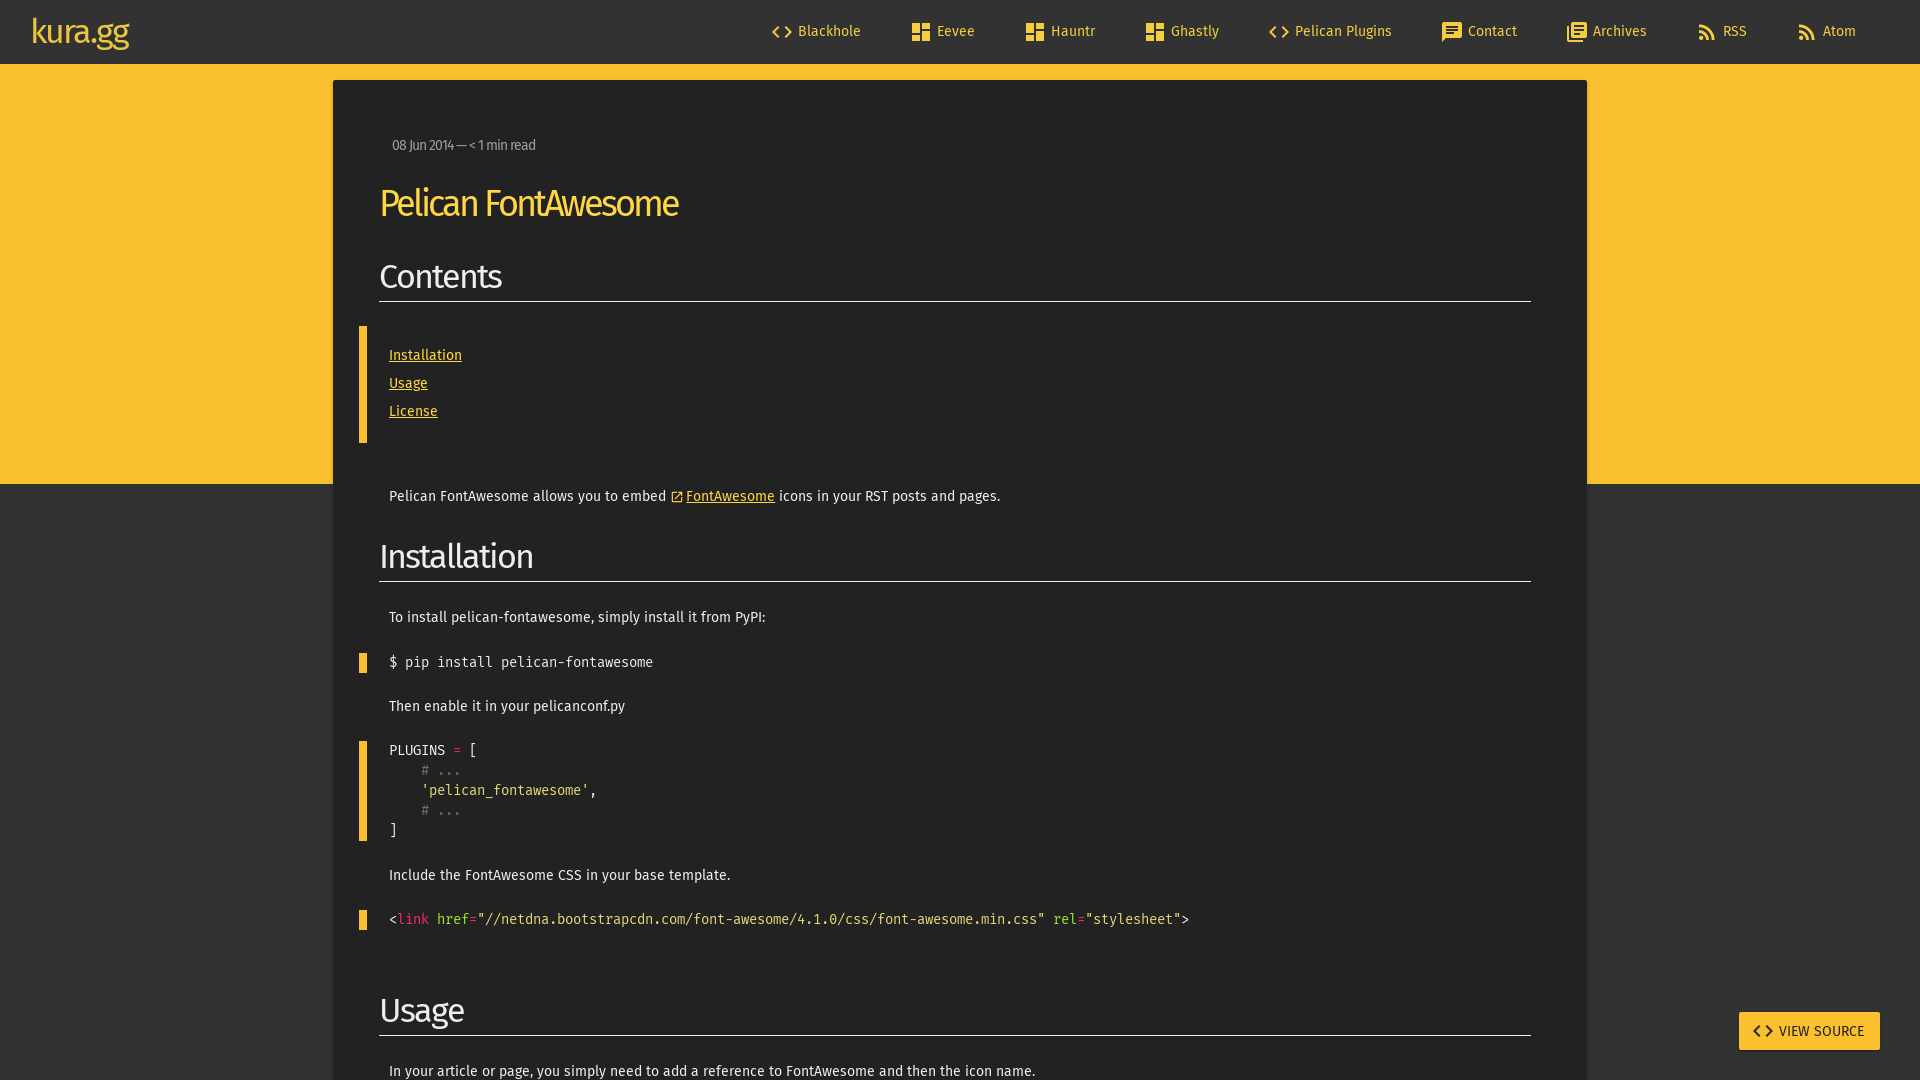 kura.gg
Blackhole Eevee Hauntr Ghastly Pelican Plugins Contact Archives RSS Atom
08 Jun 2014 — < 1 min read
Pelican FontAwesome
Contents
Installation
Usage
License
Pelican FontAwesome allows you to embed FontAwesome icons in your RST posts and pages.
Installation
To install pelican-fontawesome, simply install it from PyPI:
$ pip install pelican-fontawesome
Then enable it in your pelicanconf.py
PLUGINS = [
    # ...
    'pelican_fontawesome',
    # ...
]
Include the FontAwesome CSS in your base template.
<link href="//netdna.bootstrapcdn.com/font-awesome/4.1.0/css/font-awesome.min.css" rel="stylesheet">
Usage
VIEW SOURCE
In your article or page, you simply need to add a reference to FontAwesome and then the icon name.